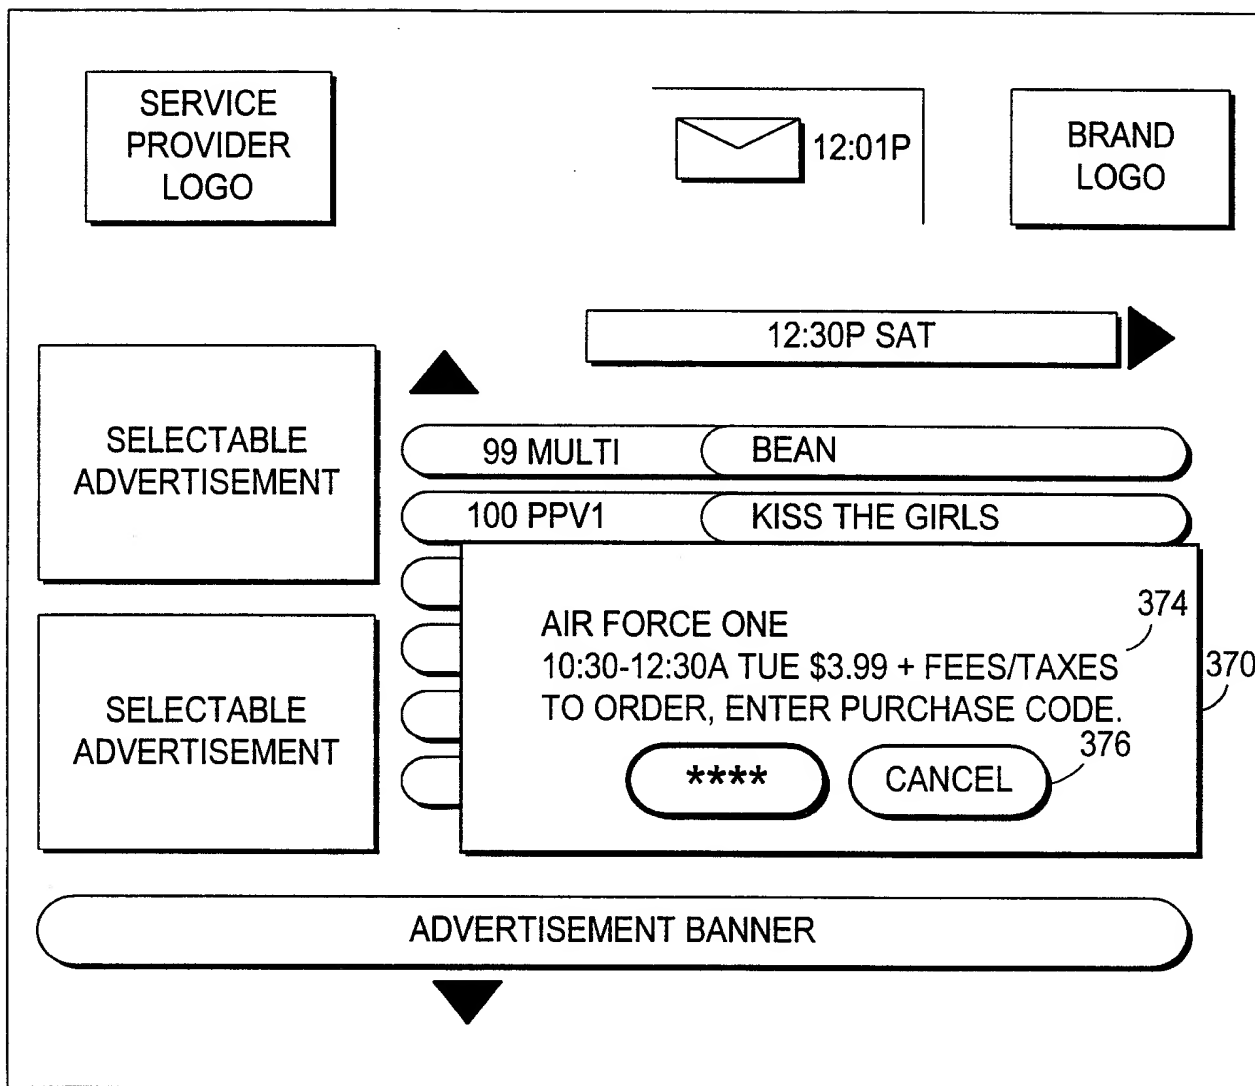 SERVICE
PROVIDER
LOGO
12:01P
BRAND
LOGO
12:30P SAT
SELECTABLE
ADVERTISEMENT
99 MULTI
BEAN
100 PPV1
KISS THE GIRLS
374
AIR FORCE ONE
10:30-12:30A TUE $3.99 + FEES/TAXES
370
TO ORDER, ENTER PURCHASE CODE.
376
****
CANCEL
SELECTABLE
ADVERTISEMENT
ADVERTISEMENT BANNER